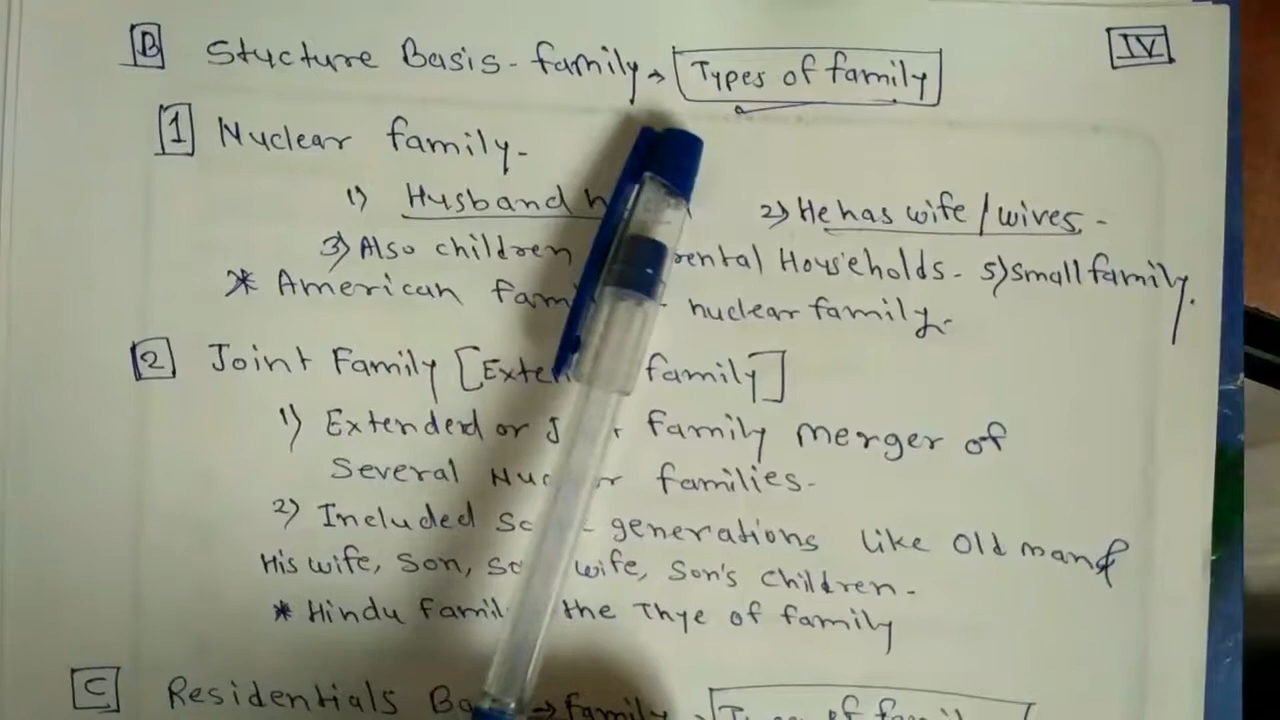 B Stucture Basis - family → Types of family IV
1 Nuclear family -
1) Husband 2) He has wife / wives -
3) Also children Households - 5) Small family.
* American nuclear family.
2 Joint Family [ family]
1) Extended or family merger of
Several families -
2) Included generations like Old man &
His wife, Son, wife, Son's Children -
* Hindu the Thye of family
C Residentials → family